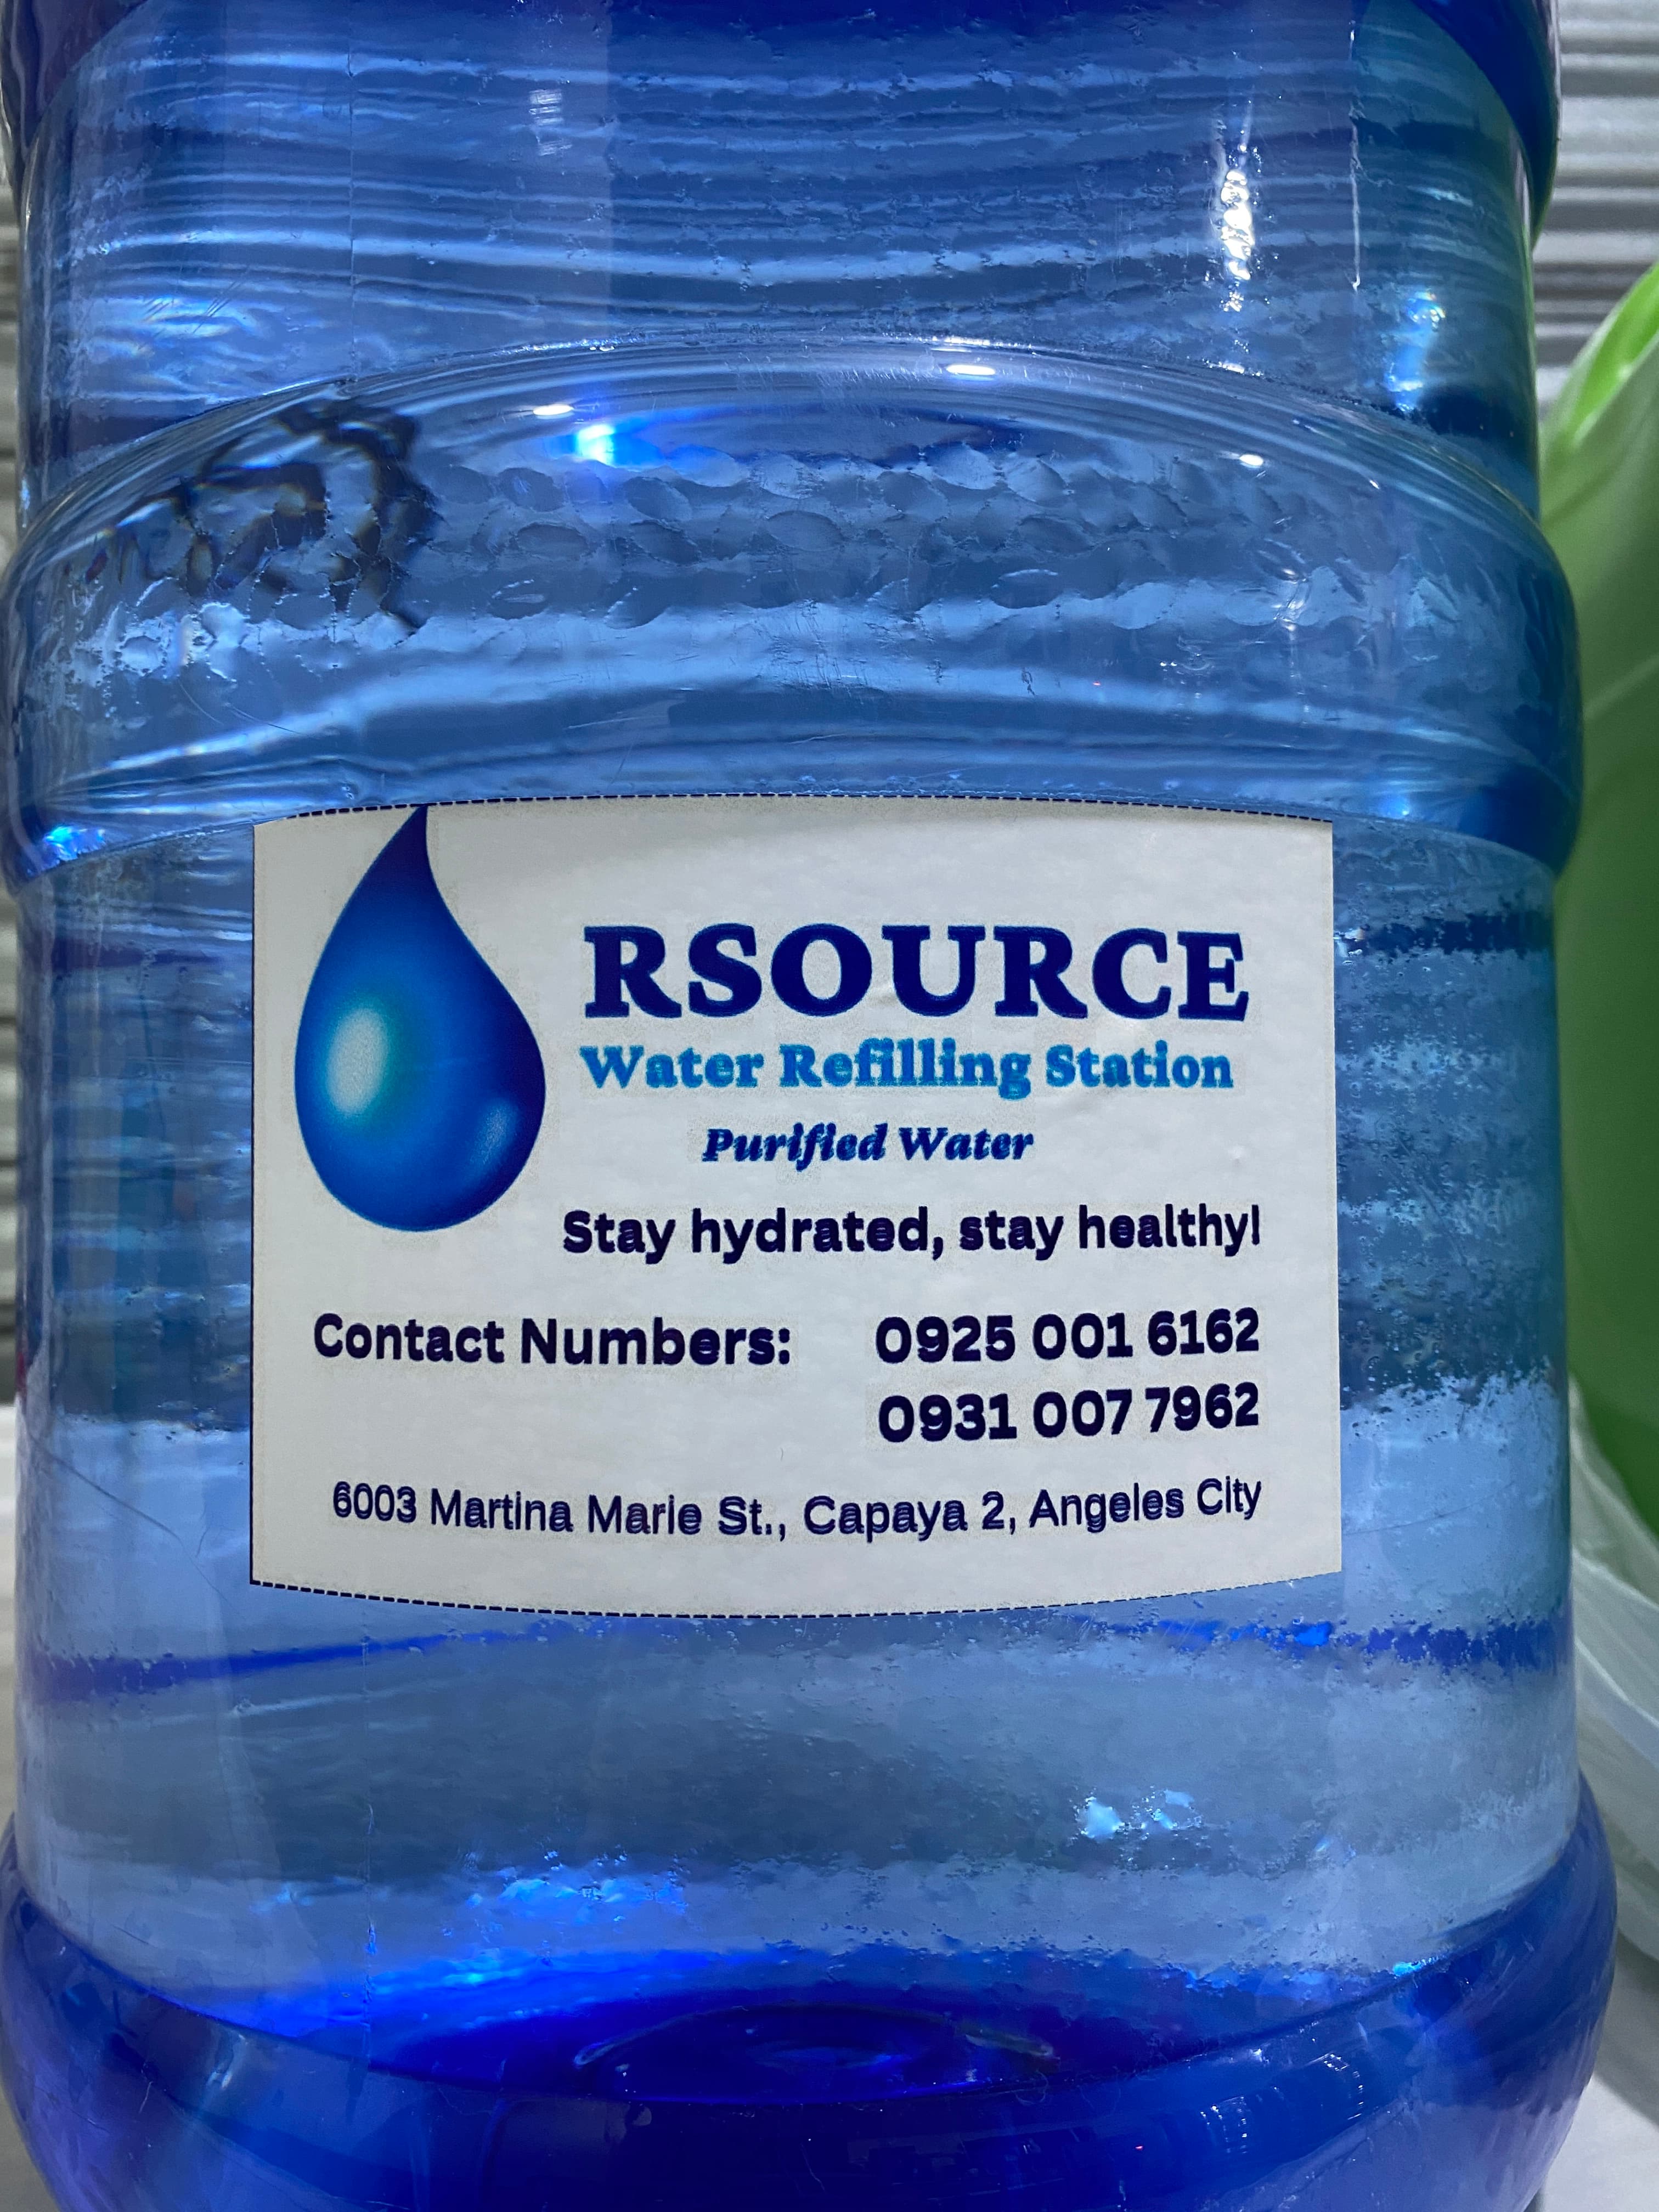 RSOURCE
Water Refilling Station
Purified Water
Stay hydrated, stay healthy!
Contact Numbers: 0925 001 6162
0931 007 7962
6003 Martina Marie St., Capaya 2, Angeles City